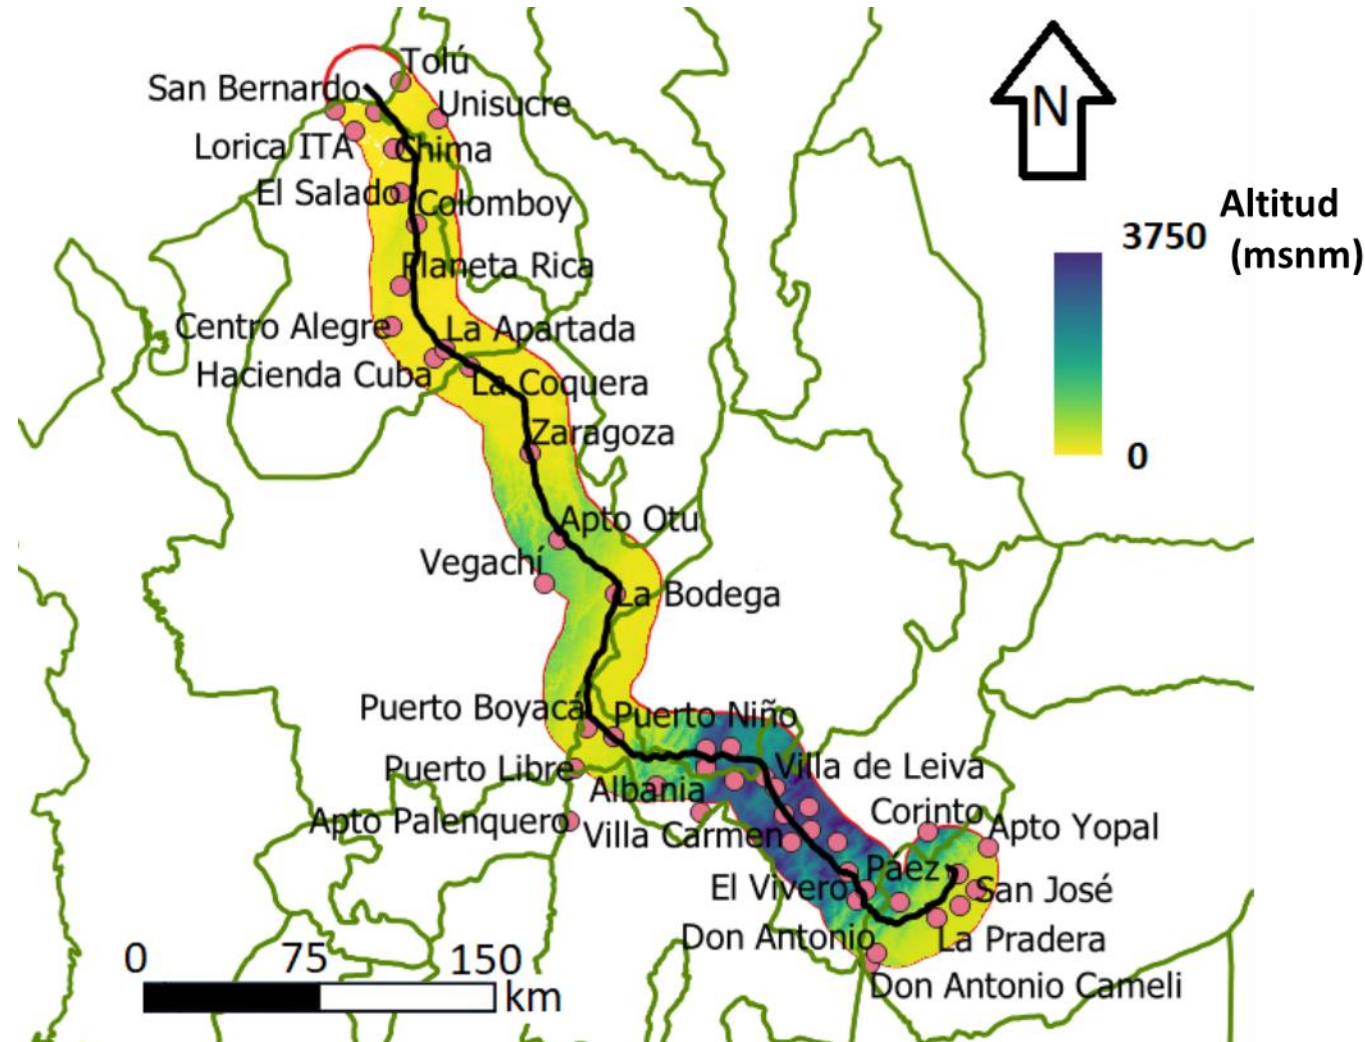 Tolú
San Bernardo
Unisucre
N
Lorica ITA
Chima
El Salado
Colomboy
Altitud
(msnm)
3750
Planeta Rica
Centro Alegre
La Apartada
Hacienda Cuba
La Coquera
Zaragoza
0
Apto Otu
Vegachí
La Bodega
Puerto Boyacá
Puerto Niño
Puerto Libre
Villa de Leiva
Albania
Corinto
Apto Palenquero
Villa Carmen
Apto Yopal
Páez
El Vivero
San José
Don Antonio
La Pradera
0 75 150
km
Don Antonio Cameli